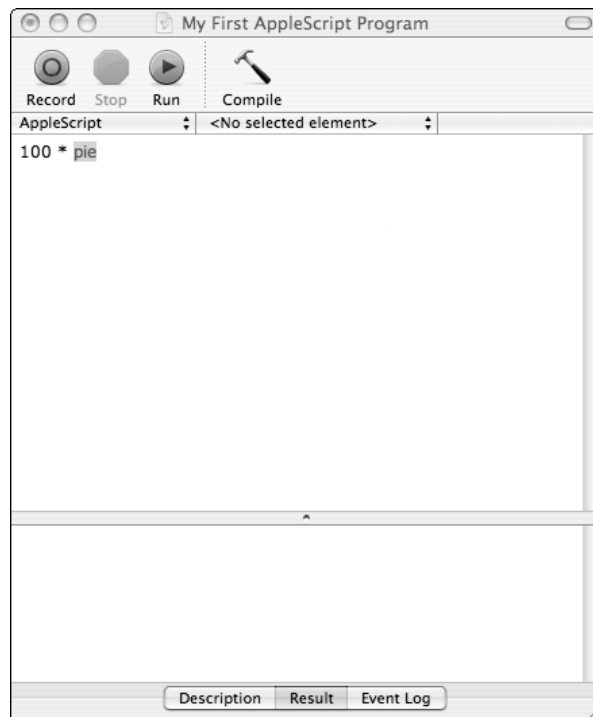 My First AppleScript Program
Record Stop Run Compile
AppleScript <No selected element>
100 * pie
Description Result Event Log